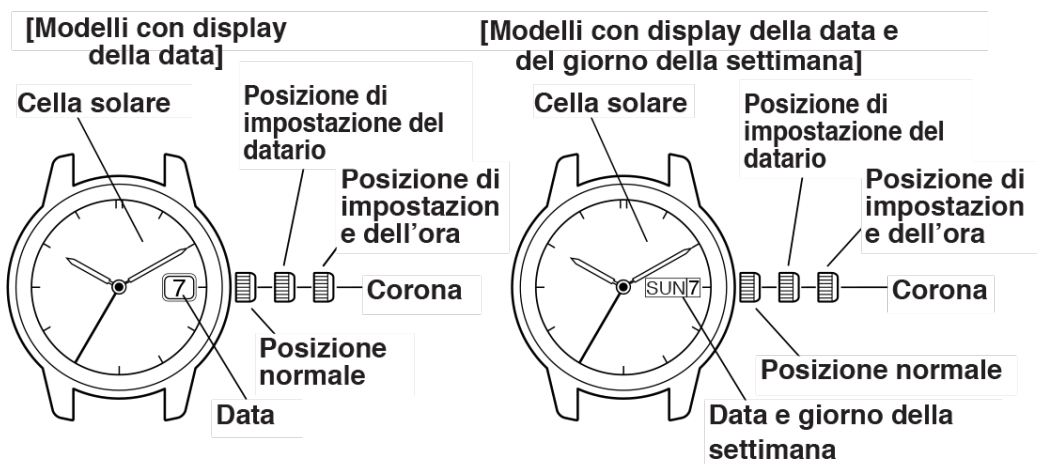 [Modelli con display
della data]
Cella solare
Posizione di
impostazione del
datario
Posizione di
impostazion
e dell'ora
7
Corona
Posizione
normale
Data
[Modelli con display della data e
del giorno della settimana]
Cella solare
Posizione di
impostazione del
datario
Posizione di
impostazion
e dell'ora
SUN 7
Corona
Posizione normale
Data e giorno della
settimana